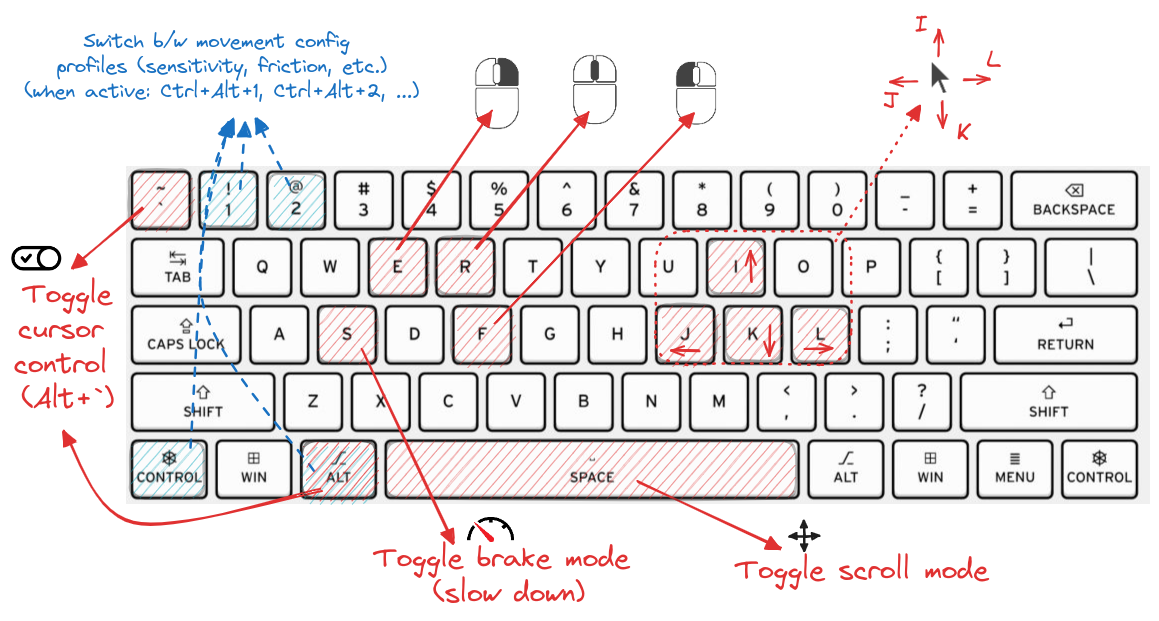 Switch b/w movement config
profiles (sensitivity, friction, etc.)
(when active: Ctrl+Alt+1, Ctrl+Alt+2, ...)
I
L
J
K
~ ! @ # $ % ^ & * ( ) _ +
` 1 2 3 4 5 6 7 8 9 0 - = BACKSPACE
TAB Q W E R T Y U I O P { [ } ] | \
CAPS LOCK A S D F G H J K L : ; “ ‘ RETURN
SHIFT Z X C V B N M < , > . ? / SHIFT
CONTROL WIN ALT SPACE ALT WIN MENU CONTROL
Toggle
cursor
control
(Alt+`)
Toggle brake mode
(slow down)
Toggle scroll mode